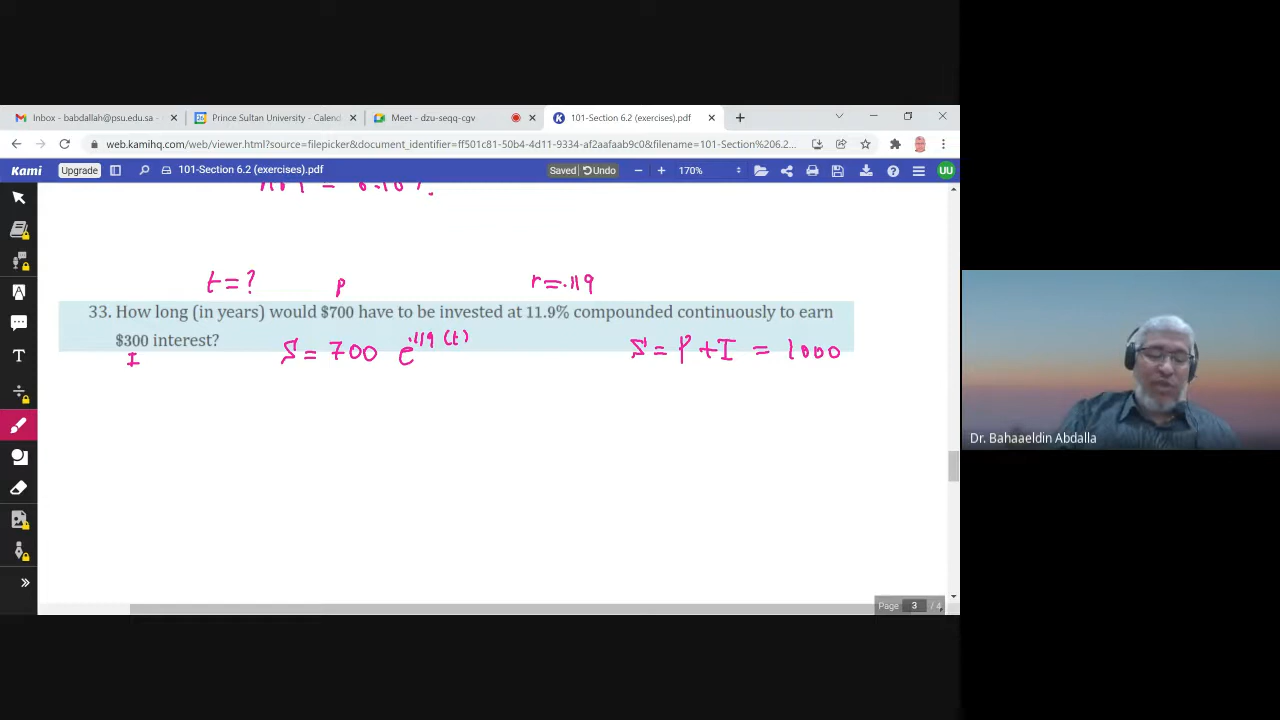 Inbox - babdallah@psu.edu.sa -
Prince Sultan University - Calend
Meet - dzu-seqq-cgv
101-Section 6.2 (exercises).pdf
web.kamihq.com/web/viewer.html?source=filepicker&document_identifier=ff501c81-50b4-4d11-9334-af2aafaab9c0&filename=101-Section%206.2...
Kami
Upgrade
101-Section 6.2 (exercises).pdf
Saved
Undo
170%
UU
t = ?
p
r = .119
33. How long (in years) would $700 have to be invested at 11.9% compounded continuously to earn
$300 interest?
I
S = 700 e^.119 (t)
S = P + I = 1000
Page 3 / 4
Dr. Bahaaeldin Abdalla